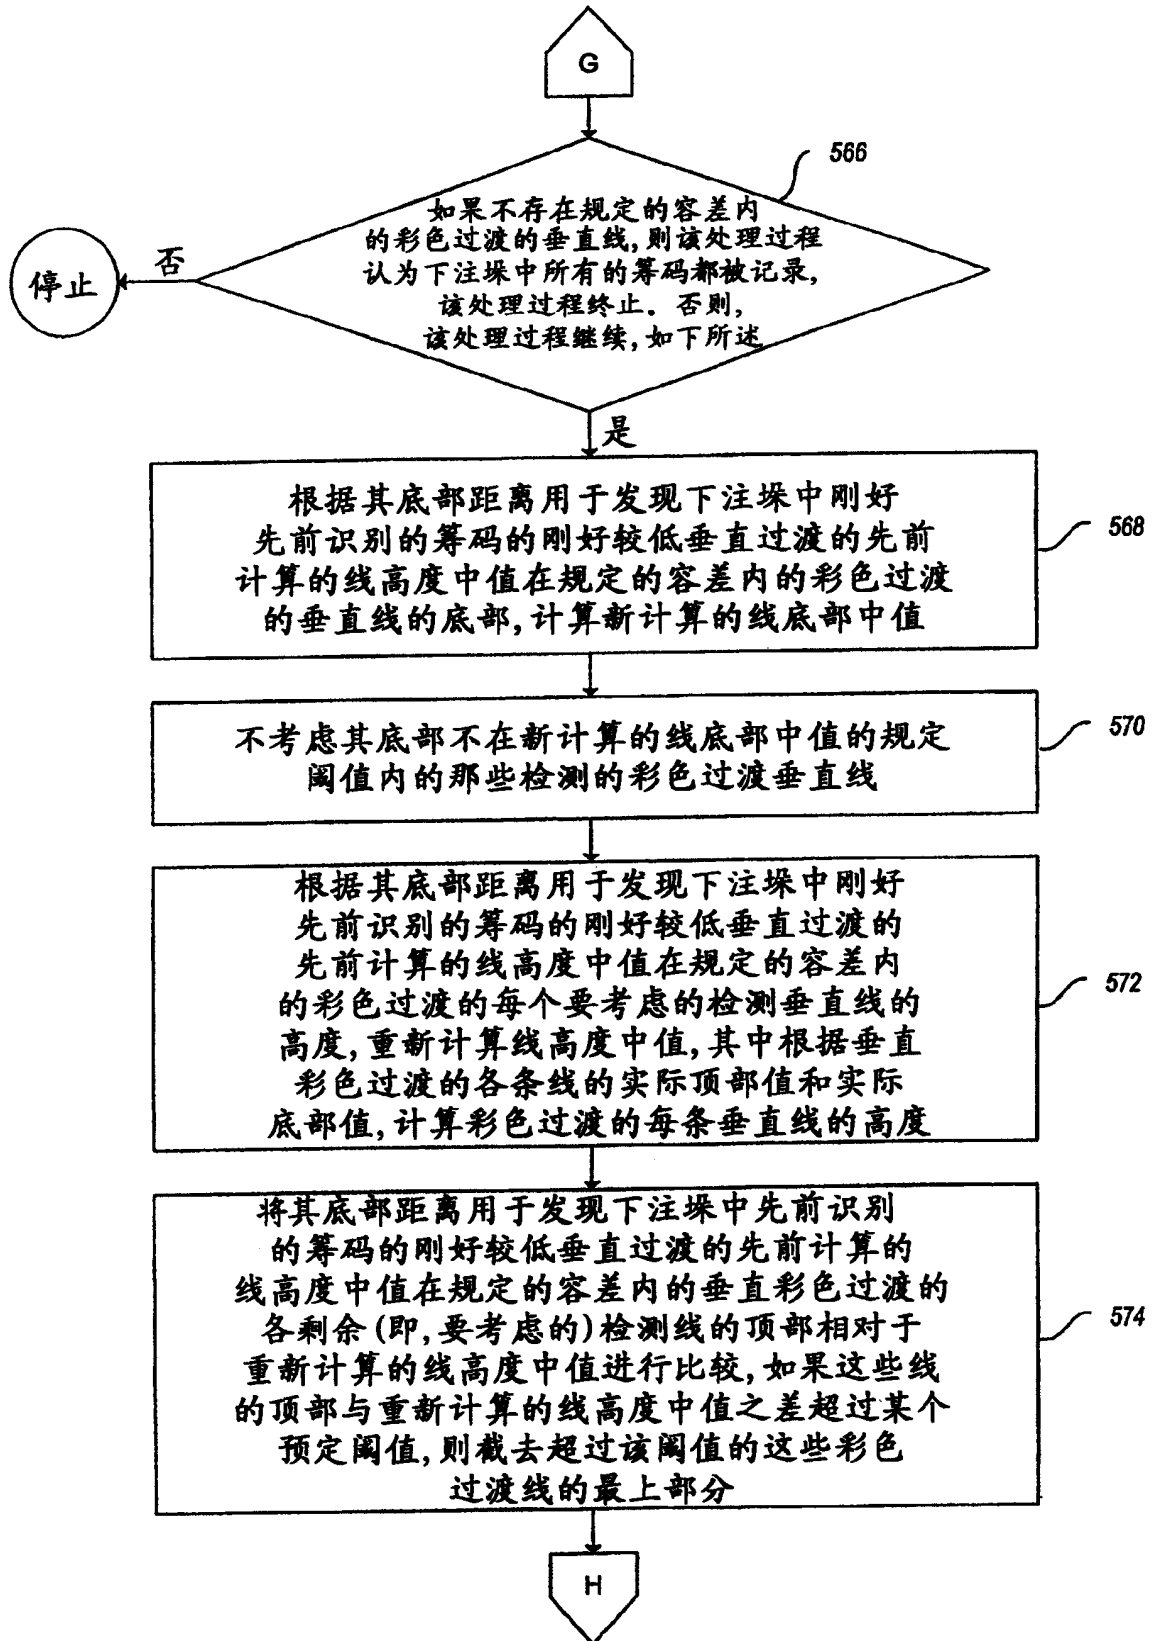 G
566
如果不存在规定的容差内
的彩色过渡的垂直线,则该处理过程
认为下注垛中所有的筹码都被记录,
该处理过程终止。否则,
该处理过程继续,如下所述
否
停止
是
根据其底部距离用于发现下注垛中刚好
先前识别的筹码的刚好较低垂直过渡的先前
计算的线高度中值在规定的容差内的彩色过渡
的垂直线的底部,计算新计算的线底部中值
568
不考虑其底部不在新计算的线底部中值的规定
阈值内的那些检测的彩色过渡垂直线
570
根据其底部距离用于发现下注垛中刚好
先前识别的筹码的刚好较低垂直过渡的
先前计算的线高度中值在规定的容差内
的彩色过渡的每个要考虑的检测垂直线的
高度,重新计算线高度中值,其中根据垂直
彩色过渡的各条线的实际顶部值和实际
底部值,计算彩色过渡的每条垂直线的高度
572
将其底部距离用于发现下注垛中先前识别
的筹码的刚好较低垂直过渡的先前计算的
线高度中值在规定的容差内的垂直彩色过渡的
各剩余(即,要考虑的)检测线的顶部相对于
重新计算的线高度中值进行比较,如果这些线
的顶部与重新计算的线高度中值之差超过某个
预定阈值,则截去超过该阈值的这些彩色
过渡线的最上部分
574
H